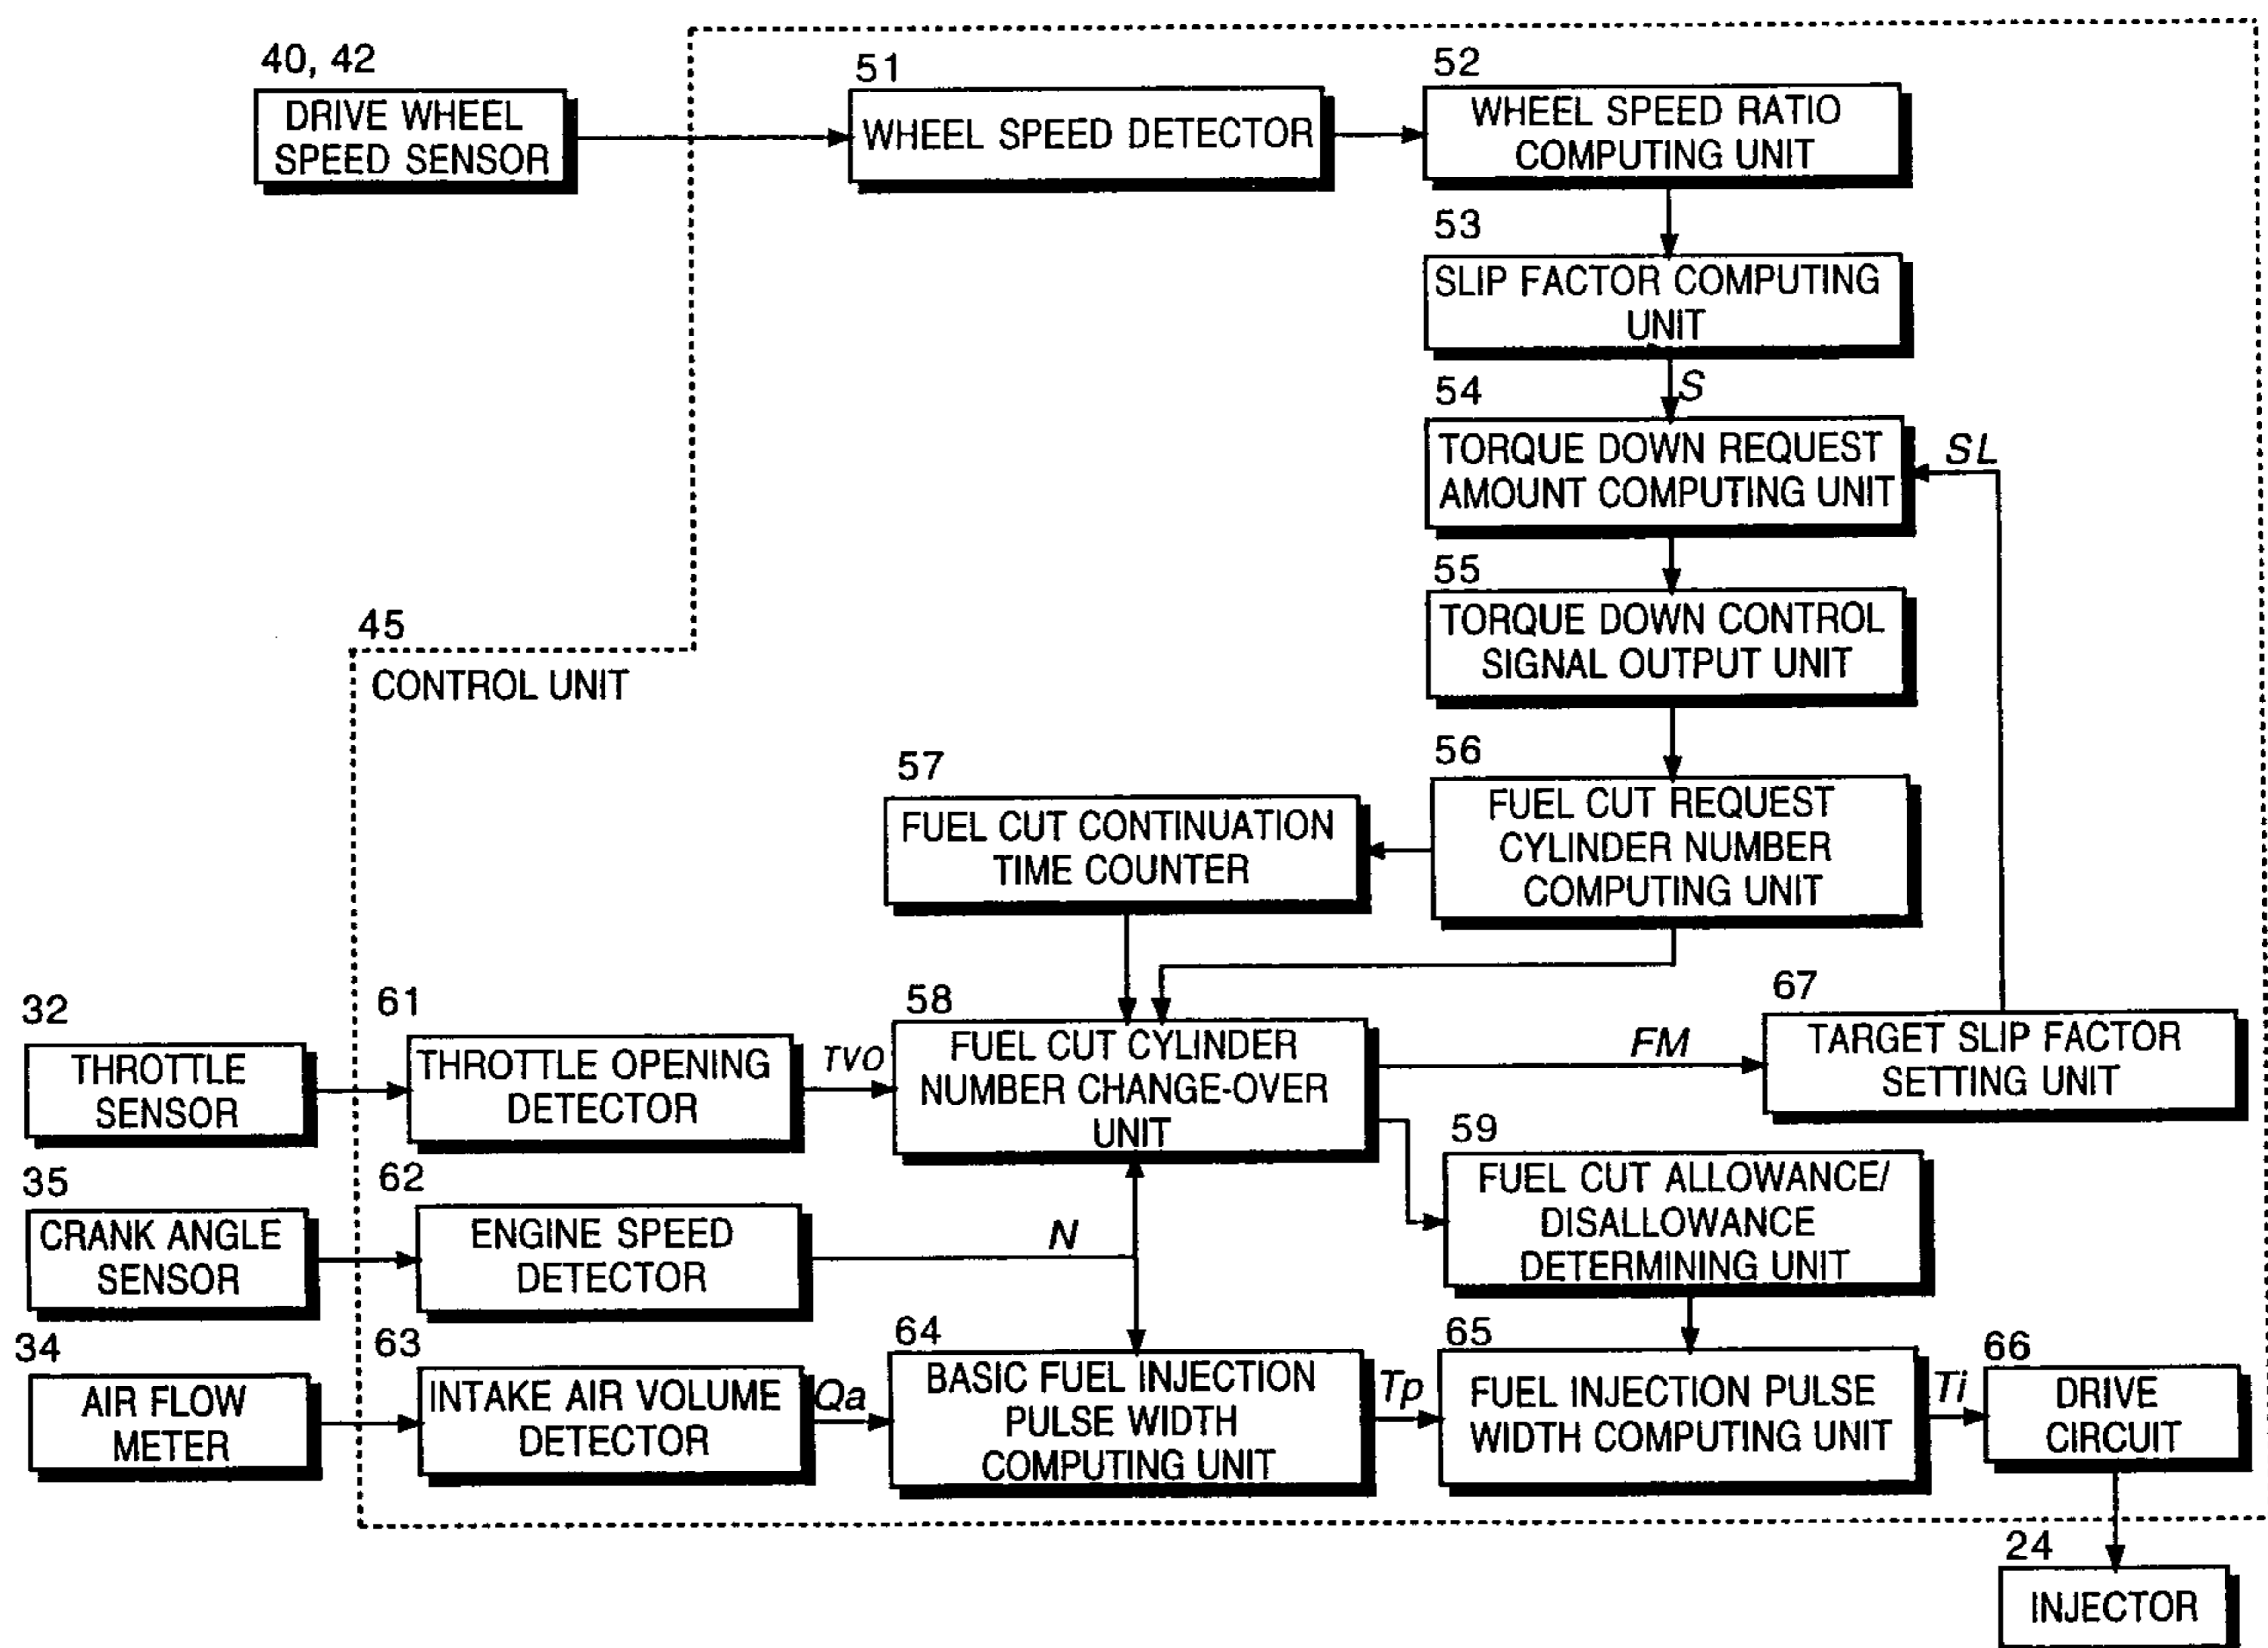 40, 42
DRIVE WHEEL
SPEED SENSOR
51
WHEEL SPEED DETECTOR
52
WHEEL SPEED RATIO
COMPUTING UNIT
53
SLIP FACTOR COMPUTING
UNIT
S
54
TORQUE DOWN REQUEST
AMOUNT COMPUTING UNIT
SL
55
TORQUE DOWN CONTROL
SIGNAL OUTPUT UNIT
45
CONTROL UNIT
56
FUEL CUT REQUEST
CYLINDER NUMBER
COMPUTING UNIT
57
FUEL CUT CONTINUATION
TIME COUNTER
32
THROTTLE
SENSOR
61
THROTTLE OPENING
DETECTOR
TVO
58
FUEL CUT CYLINDER
NUMBER CHANGE-OVER
UNIT
FM
67
TARGET SLIP FACTOR
SETTING UNIT
59
FUEL CUT ALLOWANCE/
DISALLOWANCE
DETERMINING UNIT
35
CRANK ANGLE
SENSOR
62
ENGINE SPEED
DETECTOR
N
34
AIR FLOW
METER
63
INTAKE AIR VOLUME
DETECTOR
Qa
64
BASIC FUEL INJECTION
PULSE WIDTH
COMPUTING UNIT
Tp
65
FUEL INJECTION PULSE
WIDTH COMPUTING UNIT
Ti
66
DRIVE
CIRCUIT
24
INJECTOR